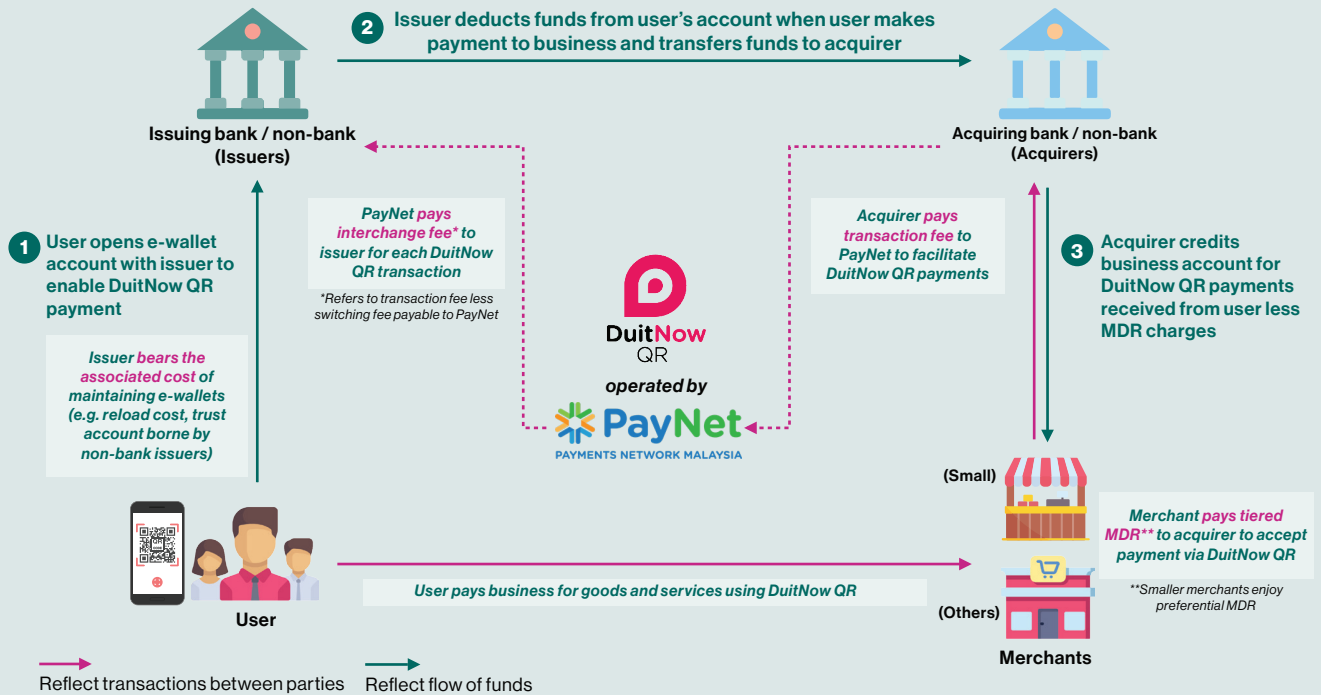 2 Issuer deducts funds from user's account when user makes
payment to business and transfers funds to acquirer
Issuing bank / non-bank
(Issuers)
Acquiring bank / non-bank
(Acquirers)
1 User opens e-wallet
account with issuer to
enable DuitNow QR
payment
Issuer bears the
associated cost of
maintaining e-wallets
(e.g. reload cost, trust
account borne by
non-bank issuers)
PayNet pays
interchange fee* to
issuer for each DuitNow
QR transaction
*Refers to transaction fee less
switching fee payable to PayNet
DuitNow
QR
operated by
PayNet
PAYMENTS NETWORK MALAYSIA
Acquirer pays
transaction fee to
PayNet to facilitate
DuitNow QR payments
3 Acquirer credits
business account for
DuitNow QR payments
received from user less
MDR charges
(Small)
Merchant pays tiered
MDR** to acquirer to accept
payment via DuitNow QR
**Smaller merchants enjoy
preferential MDR
(Others)
Merchants
User pays business for goods and services using DuitNow QR
User
Reflect transactions between parties
Reflect flow of funds